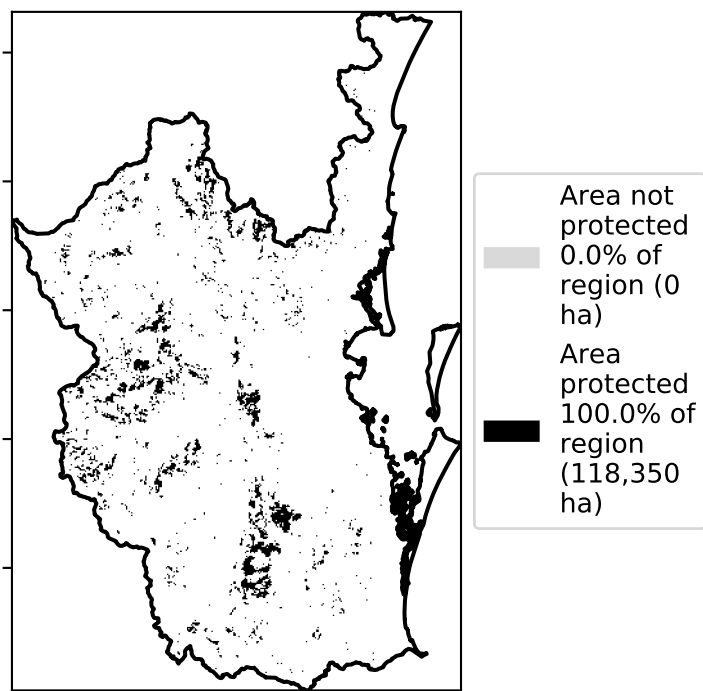 Area not
protected
0.0% of
region (0
ha)
Area
protected
100.0% of
region
(118,350
ha)